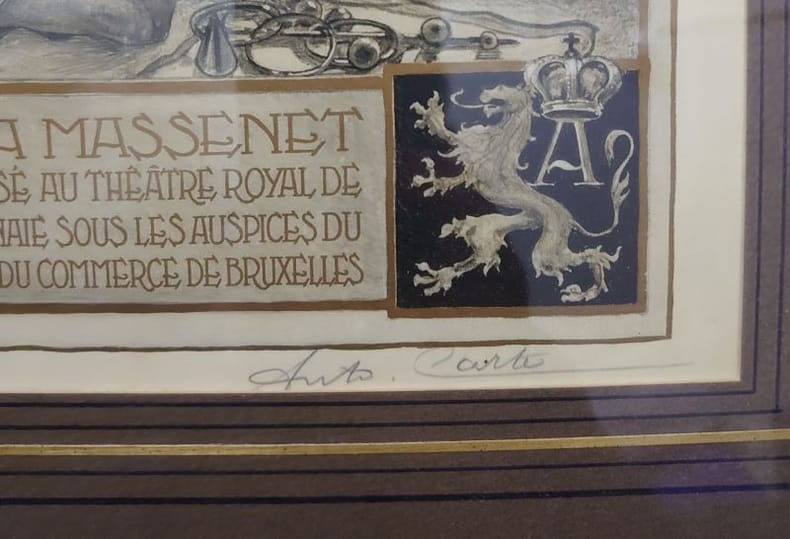 A MASSENET
SÉ AU THÉÂTRE ROYAL DE
NAIE SOUS LES AUSPICES DU
DU COMMERCE DE BRUXELLES
A
Anto. Carte